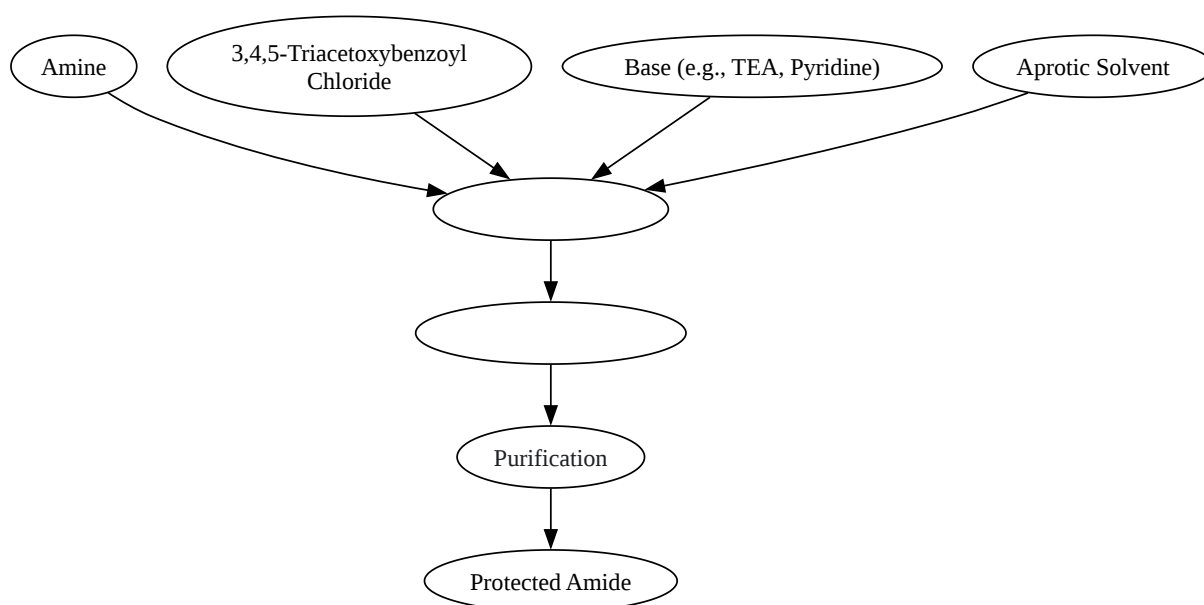 Amine
3,4,5-Triacetoxybenzoyl
Chloride
Base (e.g., TEA, Pyridine)
Aprotic Solvent
Purification
Protected Amide